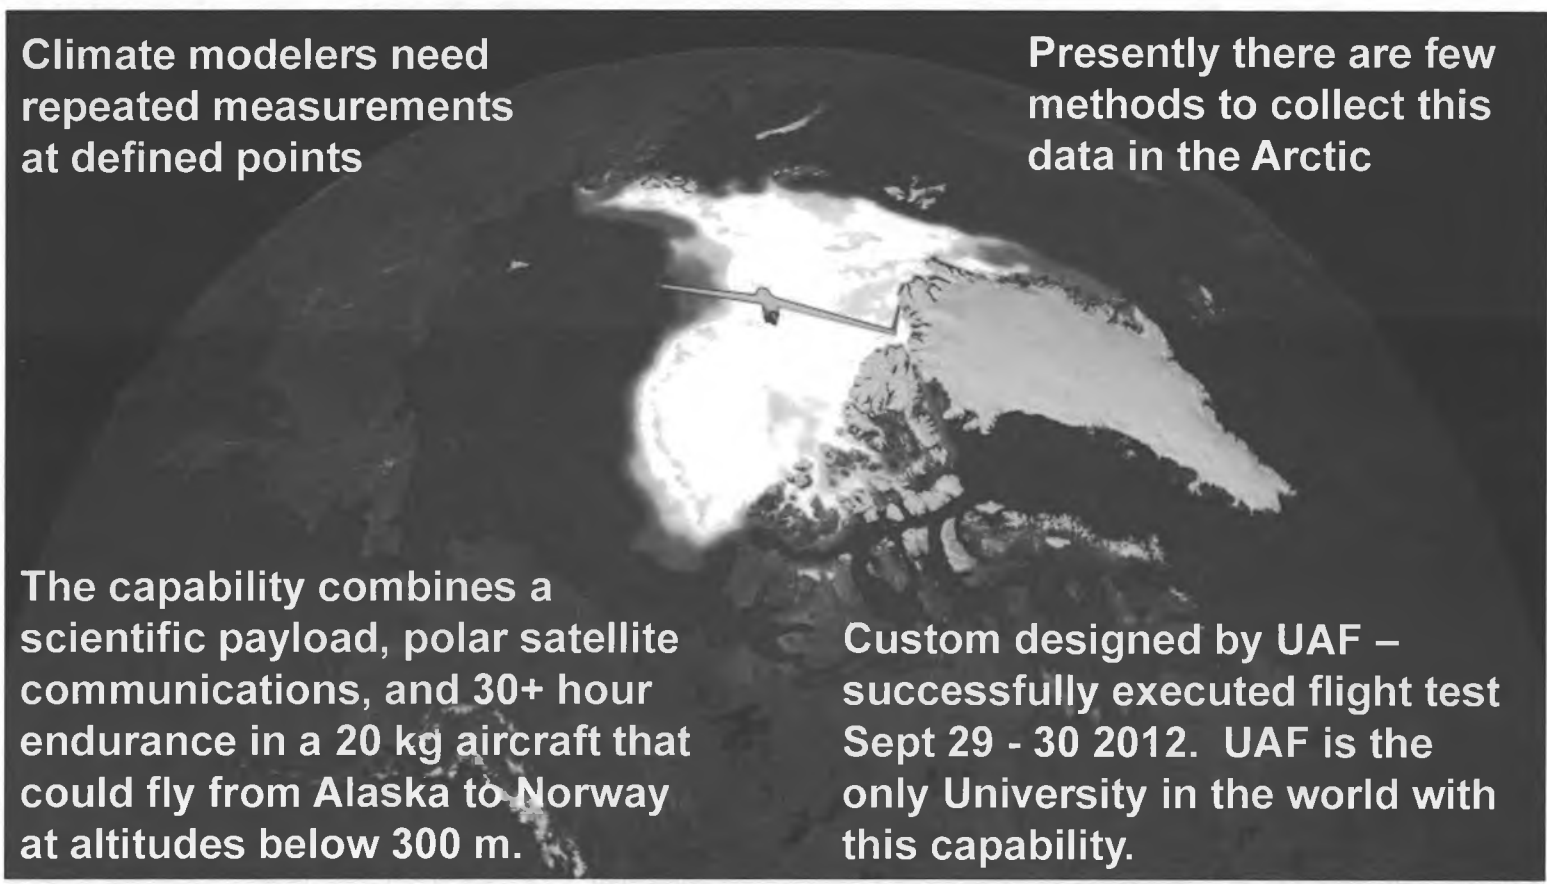 Climate modelers need
repeated measurements
at defined points
Presently there are few
methods to collect this
data in the Arctic
The capability combines a
scientific payload, polar satellite
communications, and 30+ hour
endurance in a 20 kg aircraft that
could fly from Alaska to Norway
at altitudes below 300 m.
Custom designed by UAF –
successfully executed flight test
Sept 29 - 30 2012.  UAF is the
only University in the world with
this capability.